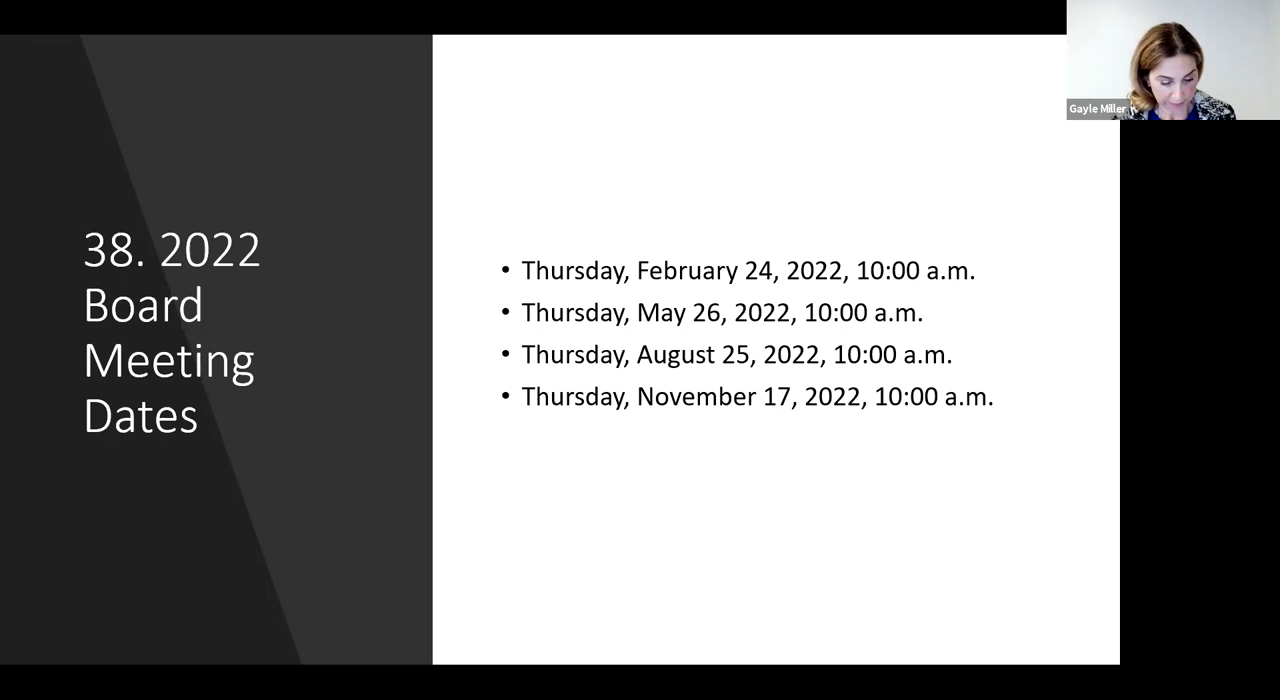 38. 2022
Board
Meeting
Dates
• Thursday, February 24, 2022, 10:00 a.m.
• Thursday, May 26, 2022, 10:00 a.m.
• Thursday, August 25, 2022, 10:00 a.m.
• Thursday, November 17, 2022, 10:00 a.m.
Gayle Miller